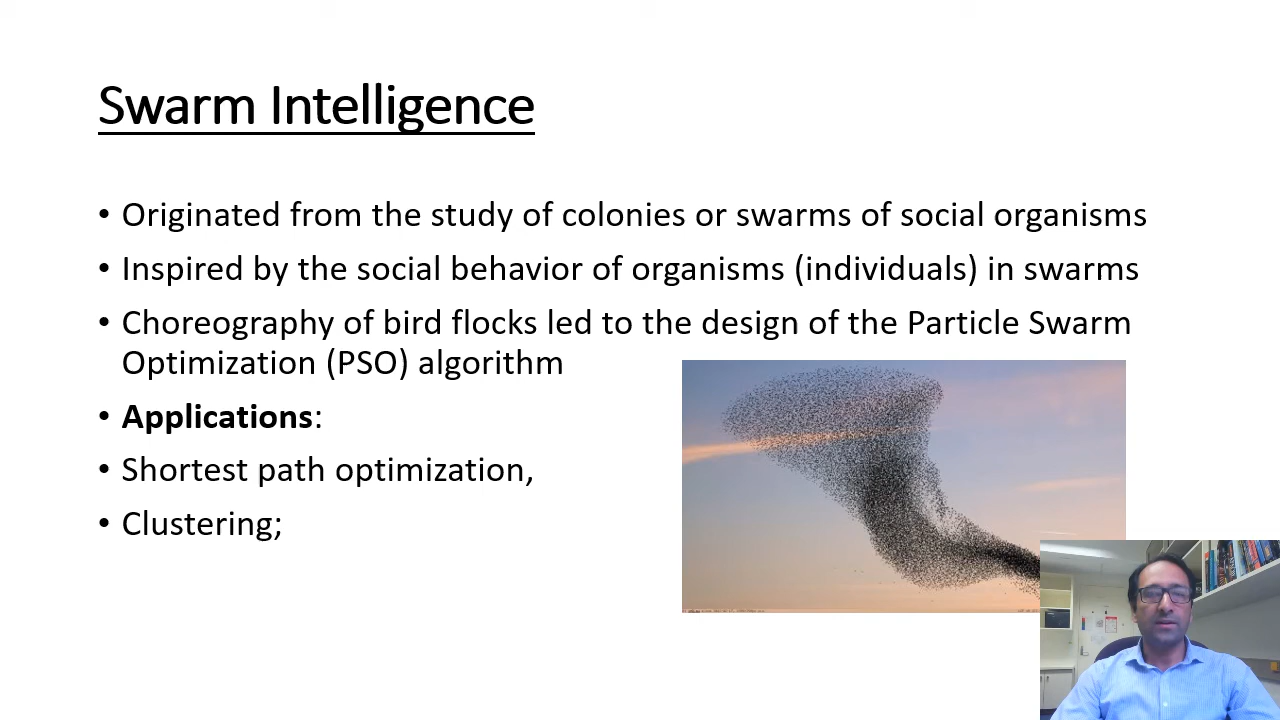 Swarm Intelligence
• Originated from the study of colonies or swarms of social organisms
• Inspired by the social behavior of organisms (individuals) in swarms
• Choreography of bird flocks led to the design of the Particle Swarm
Optimization (PSO) algorithm
• Applications:
• Shortest path optimization,
• Clustering;